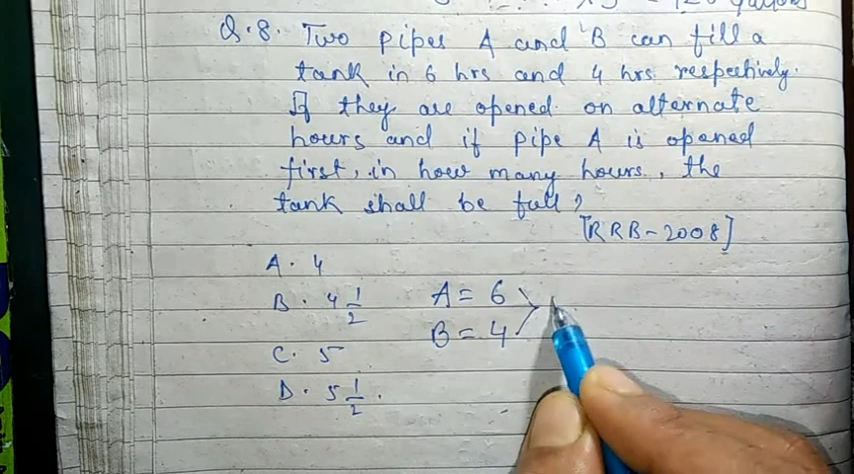 = 120 gallons
Q.8. Two pipes A and B can fill a
tank in 6 hrs and 4 hrs respectively.
If they are opened on alternate
hours and if pipe A is opened
first, in how many hours, the
tank shall be full?
[RRB-2008]
A. 4
B. 4 1/2
A = 6
B = 4
C. 5
D. 5 1/2.